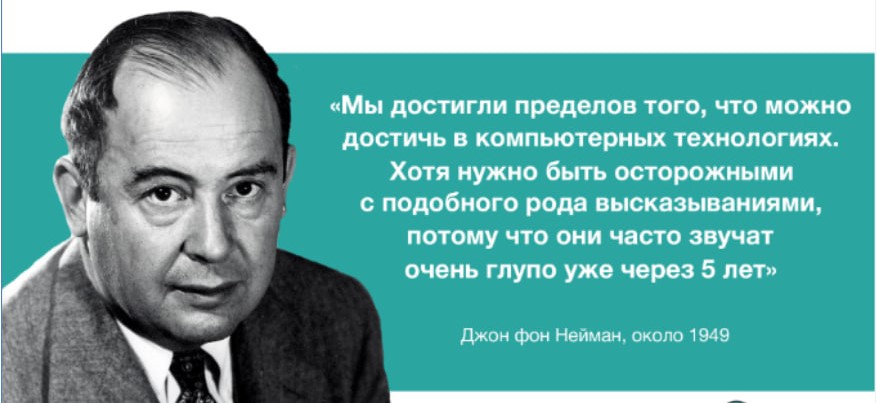 «Мы достигли пределов того, что можно
достичь в компьютерных технологиях.
Хотя нужно быть осторожными
с подобного рода высказываниями,
потому что они часто звучат
очень глупо уже через 5 лет»
Джон фон Нейман, около 1949